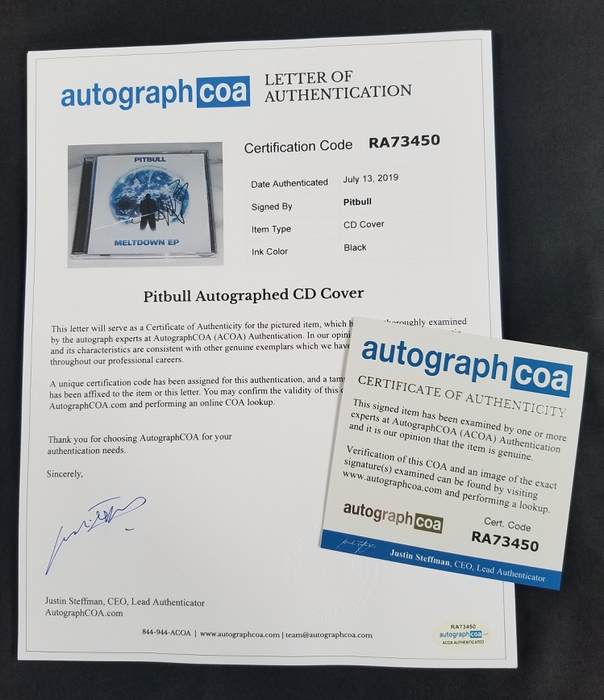 autographcoa
LETTER OF
AUTHENTICATION
Certification Code RA73450
PITBULL
MELTDOWN EP
Date Authenticated July 13, 2019
Signed By Pitbull
Item Type CD Cover
Ink Color Black
Pitbull Autographed CD Cover
This letter will serve as a Certificate of Authenticity for the pictured item, which examined
by the autograph experts at AutographCOA (ACOA) Authentication. In our
and its characteristics are consistent with other genuine exemplars which we have
throughout our professional careers.
A unique certification code has been assigned for this authentication, and a
has been affixed to the item or this letter. You may confirm the validity of this
AutographCOA.com and performing an online COA lookup.
Thank you for choosing AutographCOA for your
authentication needs.
Sincerely,
Justin Steffman, CEO, Lead Authenticator
AutographCOA.com
844-944-ACOA | www.autographcoa.com | team@autographcoa.com
RA73450
autographcoa
ACOA AUTHENTICATED
autographcoa
CERTIFICATE OF AUTHENTICITY
This signed item has been examined by one or more
experts at AutographCOA (ACOA) Authentication
and it is our opinion that the item is genuine.
Verification of this COA and an image of the exact
signature(s) examined can be found by visiting
www.autographcoa.com and performing a lookup.
autographcoa
Cert. Code
RA73450
Justin Steffman, CEO, Lead Authenticator